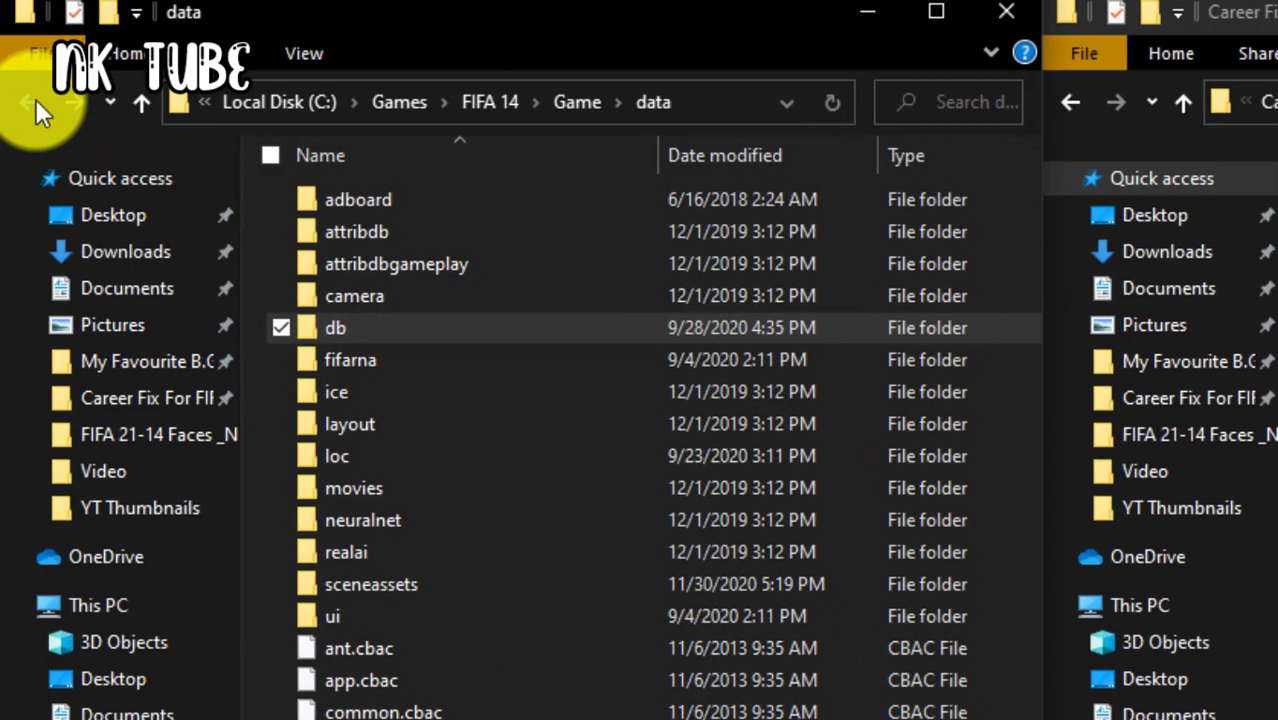 data
Career Fi
NK TUBE
File Home View
File Home Share
« Local Disk (C:) › Games › FIFA 14 › Game › data
Search d...
« Ca
Name Date modified Type
Quick access
Desktop
Downloads
Documents
Pictures
My Favourite B.G
Career Fix For FIF
FIFA 21-14 Faces _N
Video
YT Thumbnails
OneDrive
This PC
3D Objects
Desktop
Documents
adboard 6/16/2018 2:24 AM File folder
attribdb 12/1/2019 3:12 PM File folder
attribdbgameplay 12/1/2019 3:12 PM File folder
camera 12/1/2019 3:12 PM File folder
db 9/28/2020 4:35 PM File folder
fifarna 9/4/2020 2:11 PM File folder
ice 12/1/2019 3:12 PM File folder
layout 12/1/2019 3:12 PM File folder
loc 9/23/2020 3:11 PM File folder
movies 12/1/2019 3:12 PM File folder
neuralnet 12/1/2019 3:12 PM File folder
realai 12/1/2019 3:12 PM File folder
sceneassets 11/30/2020 5:19 PM File folder
ui 9/4/2020 2:11 PM File folder
ant.cbac 11/6/2013 9:35 AM CBAC File
app.cbac 11/6/2013 9:35 AM CBAC File
common.cbac 11/6/2013 9:35 AM CBAC File
Quick access
Desktop
Downloads
Documents
Pictures
My Favourite B.G
Career Fix For FIF
FIFA 21-14 Faces _N
Video
YT Thumbnails
OneDrive
This PC
3D Objects
Desktop
Documents